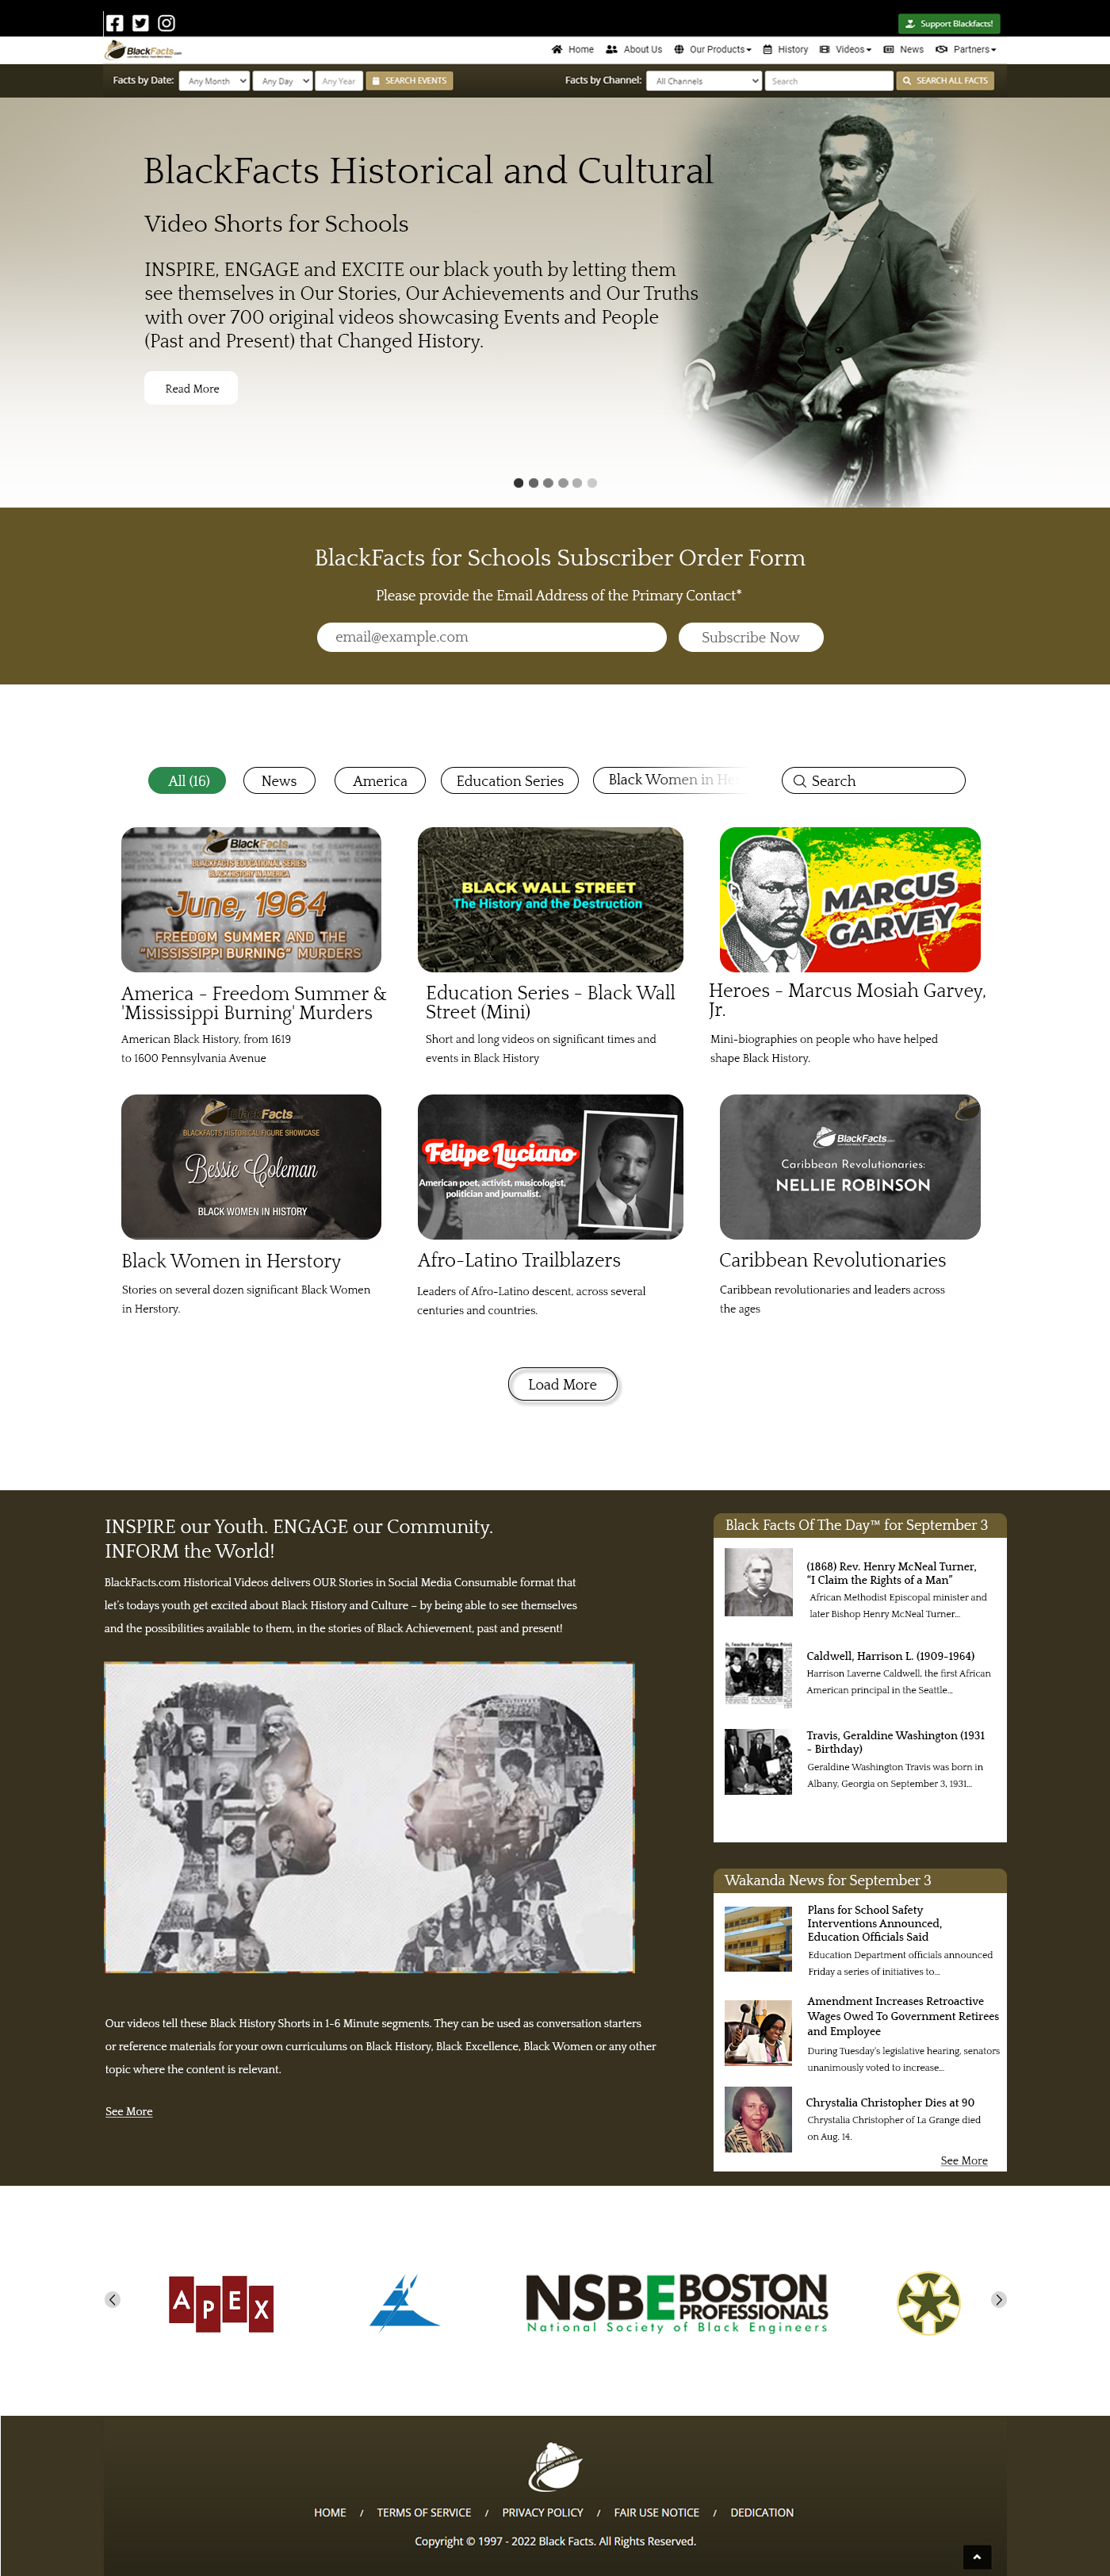 Support Blackfacts!
BlackFacts.com
Home About Us Our Products History Videos News Partners
Facts by Date: Any Month Any Day Any Year SEARCH EVENTS Facts by Channel: All Channels Search SEARCH ALL FACTS
BlackFacts Historical and Cultural
Video Shorts for Schools
INSPIRE, ENGAGE and EXCITE our black youth by letting them
see themselves in Our Stories, Our Achievements and Our Truths
with over 700 original videos showcasing Events and People
(Past and Present) that Changed History.
Read More
BlackFacts for Schools Subscriber Order Form
Please provide the Email Address of the Primary Contact*
email@example.com Subscribe Now
All (16) News America Education Series Black Women in He Search
BlackFacts.com
BLACKFACTS EDUCATIONAL SERIES
BLACK HISTORY IN AMERICA
June, 1964
FREEDOM SUMMER AND THE
"MISSISSIPPI BURNING" MURDERS
BLACK WALL STREET
The History and the Destruction
MARCUS
GARVEY
America - Freedom Summer &
'Mississippi Burning' Murders
American Black History, from 1619
to 1600 Pennsylvania Avenue
Education Series - Black Wall
Street (Mini)
Short and long videos on significant times and
events in Black History
Heroes - Marcus Mosiah Garvey,
Jr.
Mini-biographies on people who have helped
shape Black History.
BlackFacts.com
BLACKFACTS HISTORICAL FIGURE SHOWCASE
Bessie Coleman
BLACK WOMEN IN HISTORY
Felipe Luciano
American poet, activist, musicologist,
politician and journalist.
BlackFacts.com
Caribbean Revolutionaries:
NELLIE ROBINSON
Black Women in Herstory
Stories on several dozen significant Black Women
in Herstory.
Afro-Latino Trailblazers
Leaders of Afro-Latino descent, across several
centuries and countries.
Caribbean Revolutionaries
Caribbean revolutionaries and leaders across
the ages
Load More
INSPIRE our Youth. ENGAGE our Community.
INFORM the World!
BlackFacts.com Historical Videos delivers OUR Stories in Social Media Consumable format that
let's todays youth get excited about Black History and Culture – by being able to see themselves
and the possibilities available to them, in the stories of Black Achievement, past and present!
Our videos tell these Black History Shorts in 1-6 Minute segments. They can be used as conversation starters
or reference materials for your own curriculums on Black History, Black Excellence, Black Women or any other
topic where the content is relevant.
See More
Black Facts Of The Day™ for September 3
(1868) Rev. Henry McNeal Turner,
"I Claim the Rights of a Man"
African Methodist Episcopal minister and
later Bishop Henry McNeal Turner...
Caldwell, Harrison L. (1909-1964)
Harrison Laverne Caldwell, the first African
American principal in the Seattle...
Travis, Geraldine Washington (1931
- Birthday)
Geraldine Washington Travis was born in
Albany, Georgia on September 3, 1931...
Wakanda News for September 3
Plans for School Safety
Interventions Announced,
Education Officials Said
Education Department officials announced
Friday a series of initiatives to...
Amendment Increases Retroactive
Wages Owed To Government Retirees
and Employee
During Tuesday's legislative hearing, senators
unanimously voted to increase...
Chrystalia Christopher Dies at 90
Chrystalia Christopher of La Grange died
on Aug. 14.
See More
APEX
NSBE BOSTON
PROFESSIONALS
National Society of Black Engineers
HOME / TERMS OF SERVICE / PRIVACY POLICY / FAIR USE NOTICE / DEDICATION
Copyright © 1997 - 2022 Black Facts. All Rights Reserved.